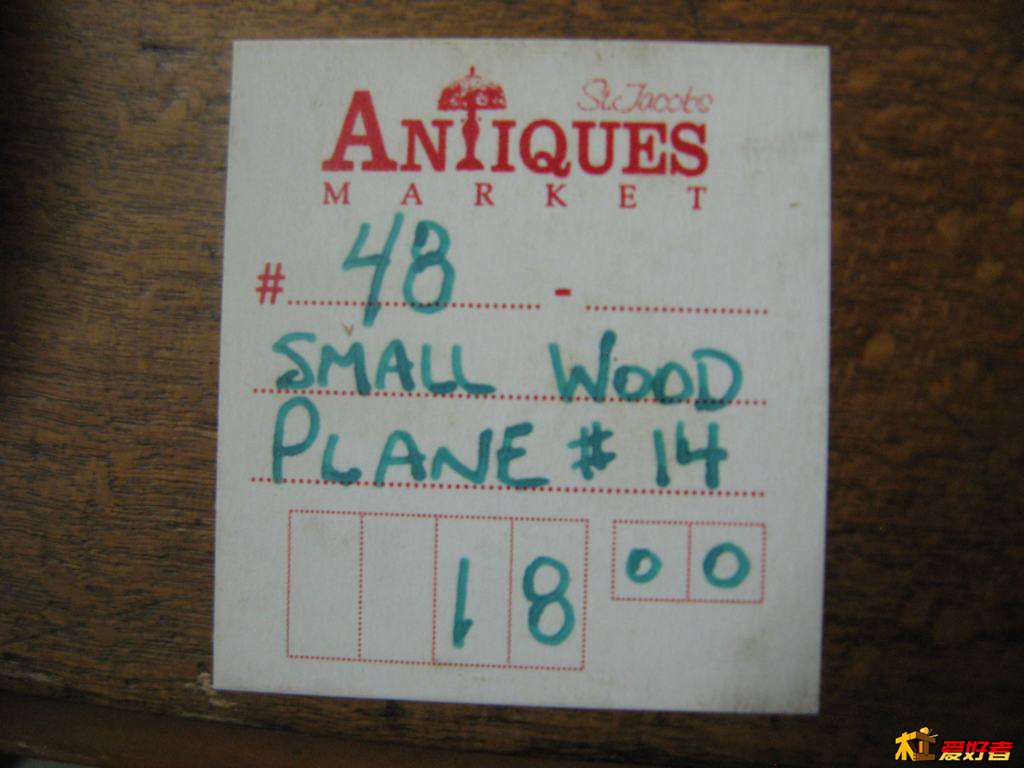 St. Jacobs
ANTIQUES
MARKET
# 48 -
SMALL WOOD
PLANE # 14
18 00
爱好者